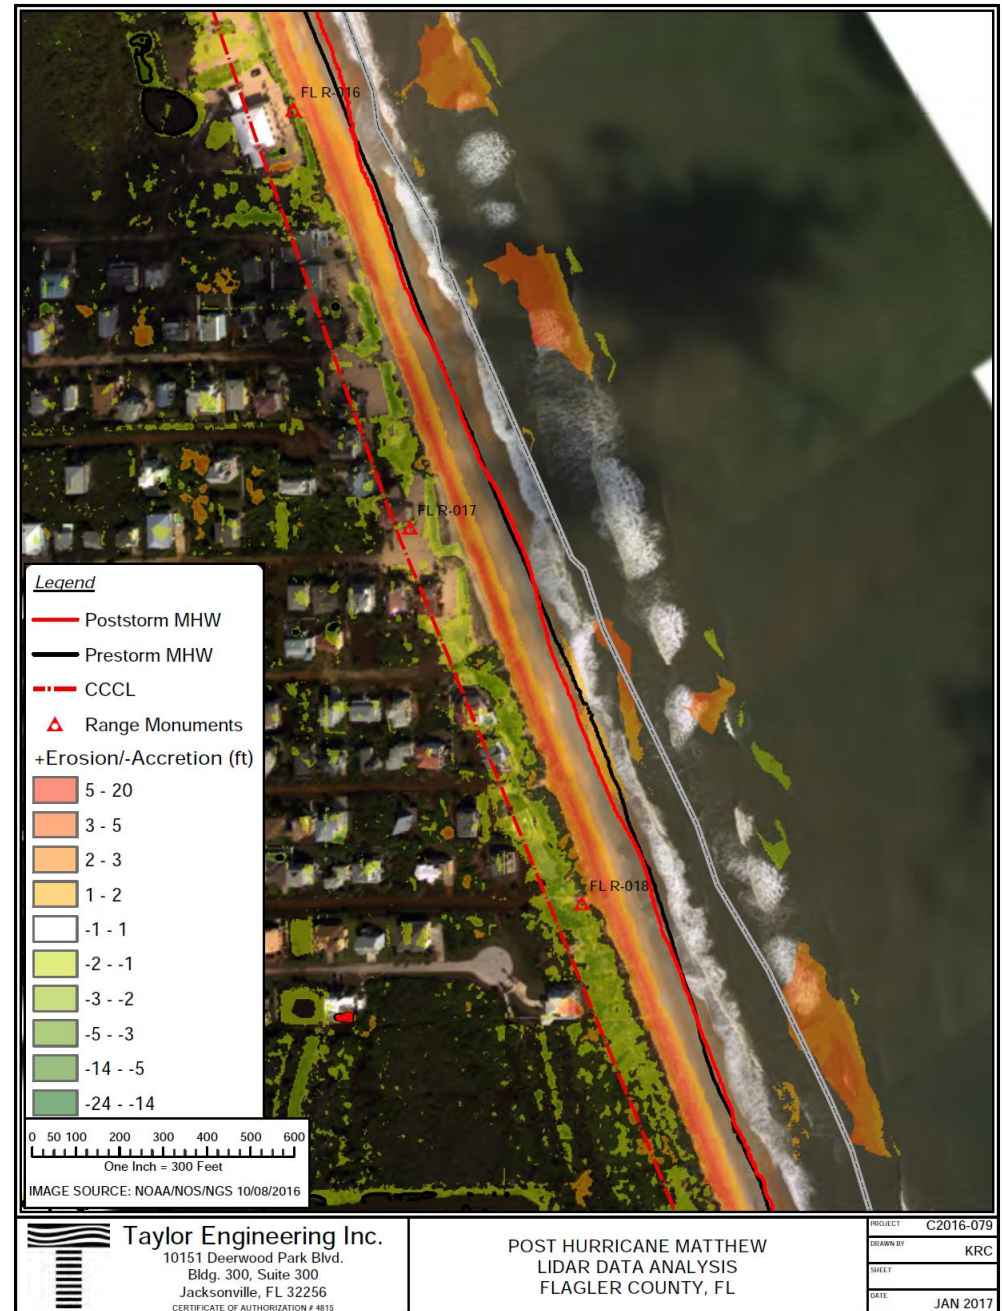 FL R-016
FL R-017
FL R-018
Legend
Poststorm MHW
Prestorm MHW
CCCL
Range Monuments
+Erosion/-Accretion (ft)
5 - 20
3 - 5
2 - 3
1 - 2
-1 - 1
-2 - -1
-3 - -2
-5 - -3
-14 - -5
-24 - -14
0 50 100 200 300 400 500 600
One Inch = 300 Feet
IMAGE SOURCE: NOAA/NOS/NGS 10/08/2016
Taylor Engineering Inc.
10151 Deerwood Park Blvd.
Bldg. 300, Suite 300
Jacksonville, FL 32256
CERTIFICATE OF AUTHORIZATION # 4815
POST HURRICANE MATTHEW
LIDAR DATA ANALYSIS
FLAGLER COUNTY, FL
PROJECT C2016-079
DRAWN BY KRC
SHEET
DATE JAN 2017